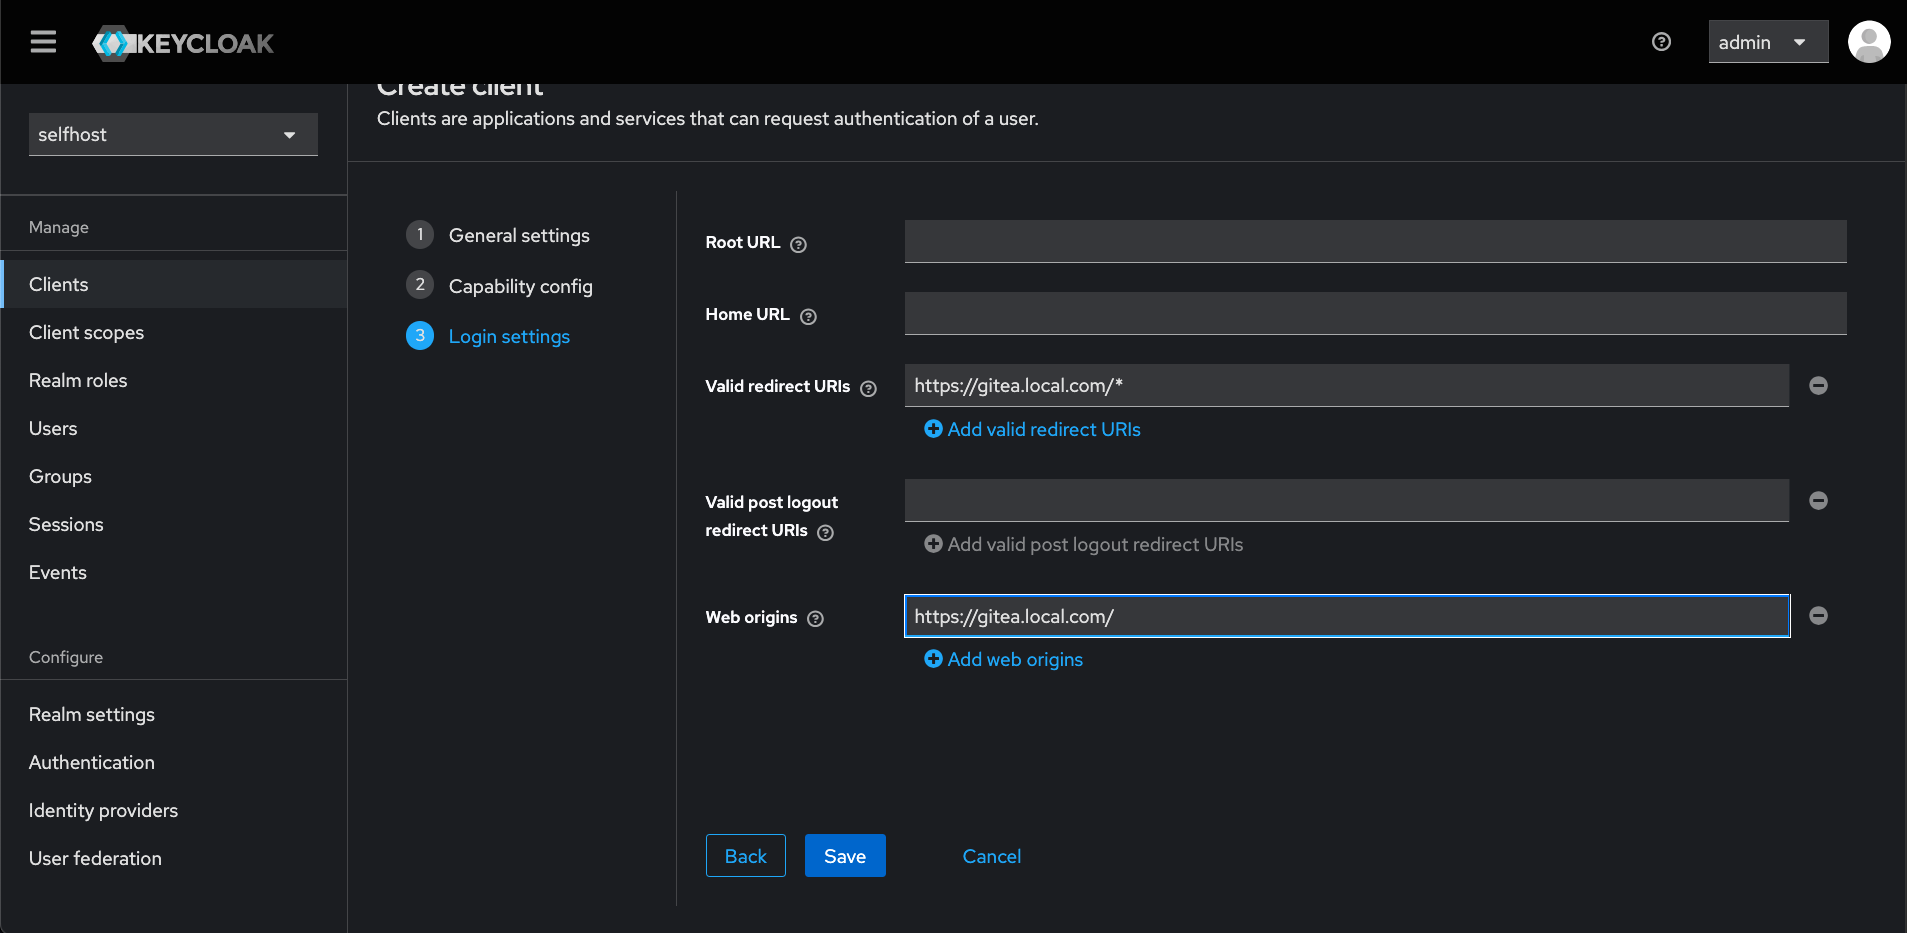 KEYCLOAK
admin
selfhost
Manage
Clients
Client scopes
Realm roles
Users
Groups
Sessions
Events
Configure
Realm settings
Authentication
Identity providers
User federation
Create client
Clients are applications and services that can request authentication of a user.
1 General settings
2 Capability config
3 Login settings
Root URL
Home URL
Valid redirect URIs https://gitea.local.com/*
Add valid redirect URIs
Valid post logout
redirect URIs
Add valid post logout redirect URIs
Web origins https://gitea.local.com/
Add web origins
Back Save Cancel